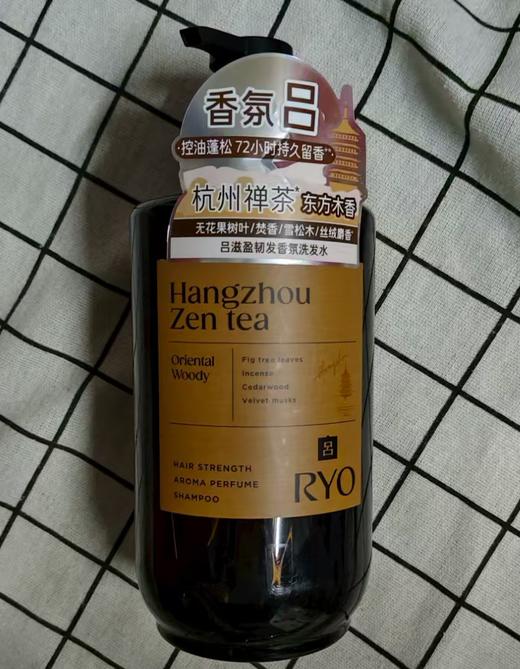 香氛吕
·控油蓬松 72小时持久留香**
杭州禅茶* 东方木香
无花果树叶/焚香/雪松木/丝绒麝香*
吕滋盈韧发香氛洗发水
Hangzhou
Zen tea
Oriental
Woody
Fig tree leaves
Incense
Cedarwood
Velvet musks
HAIR STRENGTH
AROMA PERFUME
SHAMPOO
呂
RYO